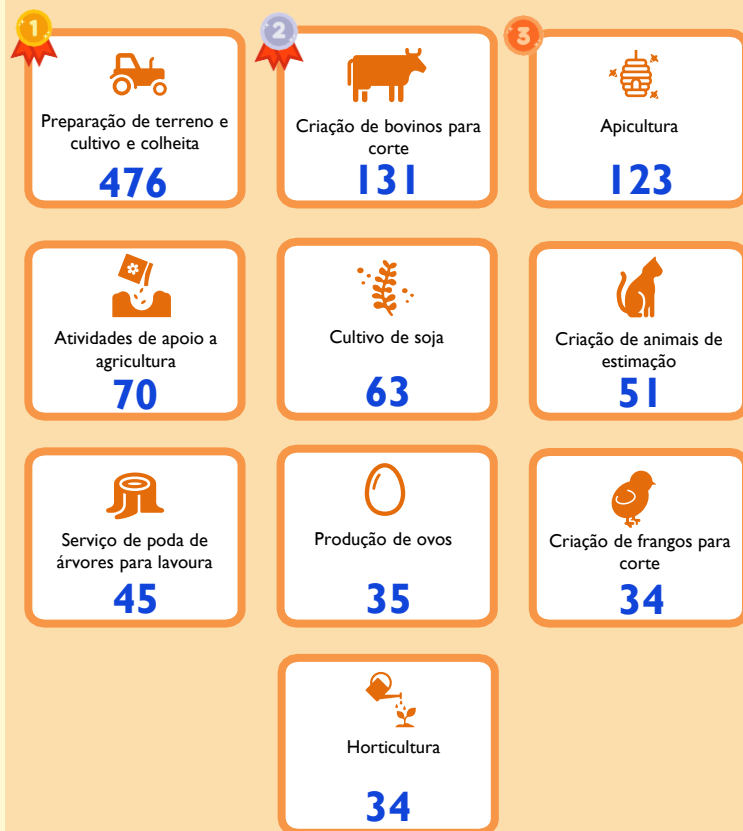 1
Preparação de terreno e
cultivo e colheita
476
2
Criação de bovinos para
corte
131
3
Apicultura
123
Atividades de apoio a
agricultura
70
Cultivo de soja
63
Criação de animais de
estimação
51
Serviço de poda de
árvores para lavoura
45
Produção de ovos
35
Criação de frangos para
corte
34
Horticultura
34